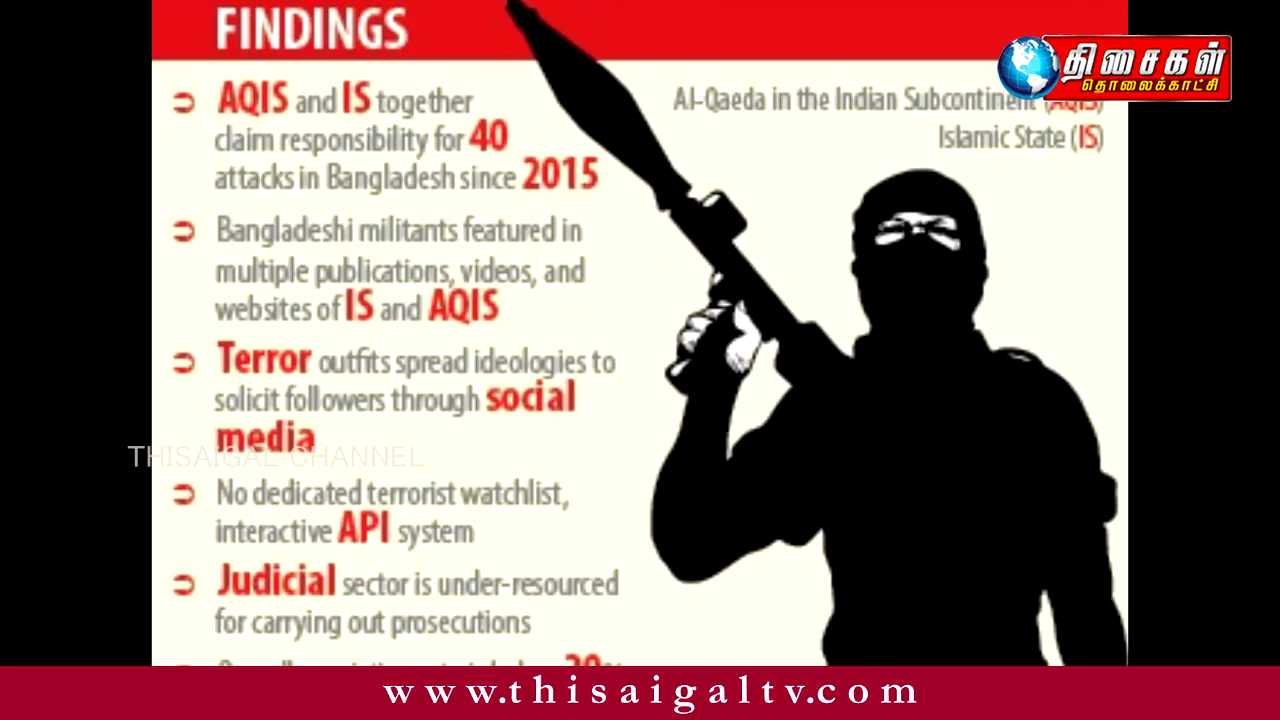 FINDINGS
திசைகள்
தொலைக்காட்சி
AQIS and IS together
claim responsibility for 40
attacks in Bangladesh since 2015
Al-Qaeda in the Indian Subcontinent (AQIS)
Islamic State (IS)
Bangladeshi militants featured in
multiple publications, videos, and
websites of IS and AQIS
Terror outfits spread ideologies to
solicit followers through social
media
THISAIGAL CHANNEL
No dedicated terrorist watchlist,
interactive API system
Judicial sector is under-resourced
for carrying out prosecutions
www.thisaigaltv.com